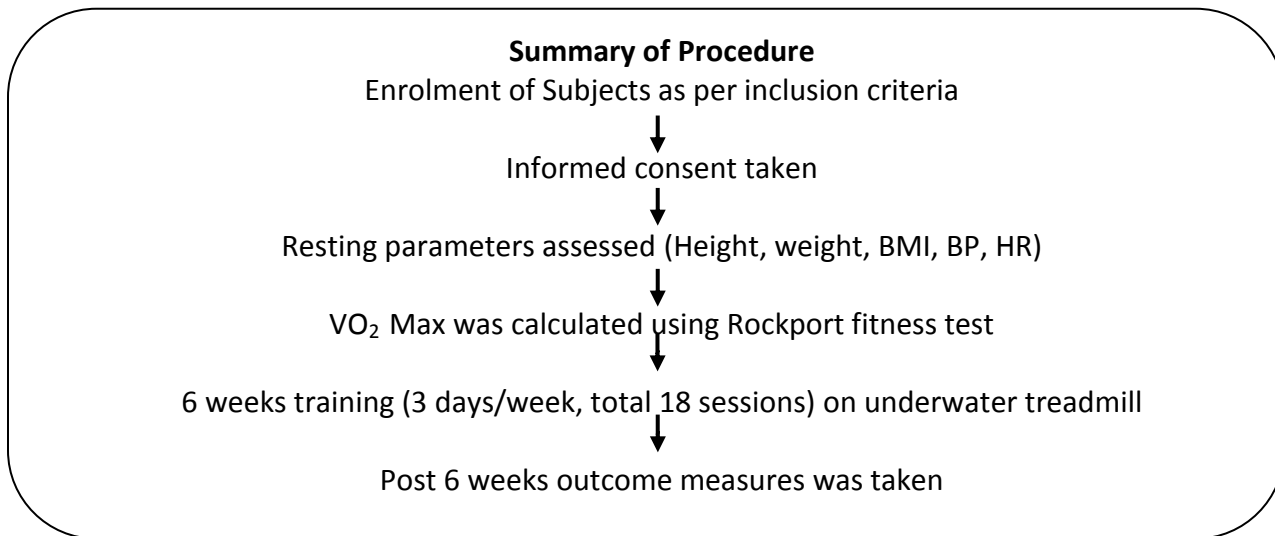 Summary of Procedure
Enrolment of Subjects as per inclusion criteria
Informed consent taken
Resting parameters assessed (Height, weight, BMI, BP, HR)
VO₂ Max was calculated using Rockport fitness test
6 weeks training (3 days/week, total 18 sessions) on underwater treadmill
Post 6 weeks outcome measures was taken